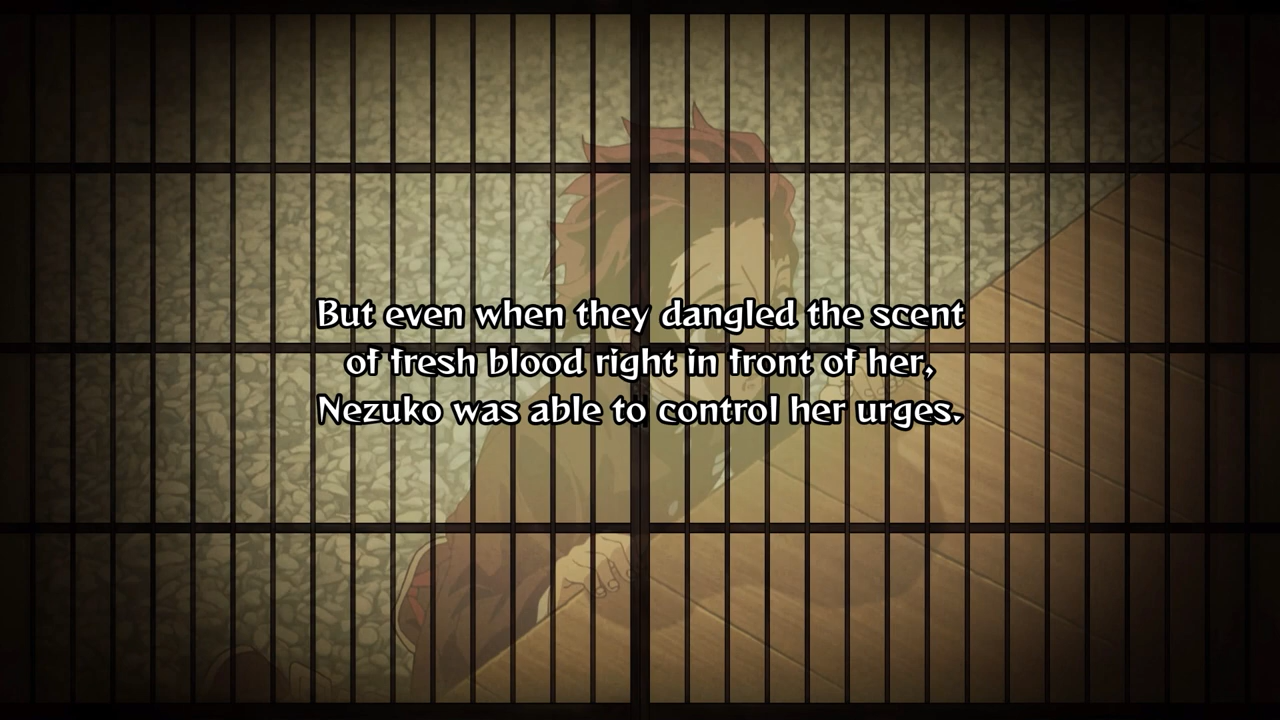 But even when they dangled the scent
of fresh blood right in front of her,
Nezuko was able to control her urges.